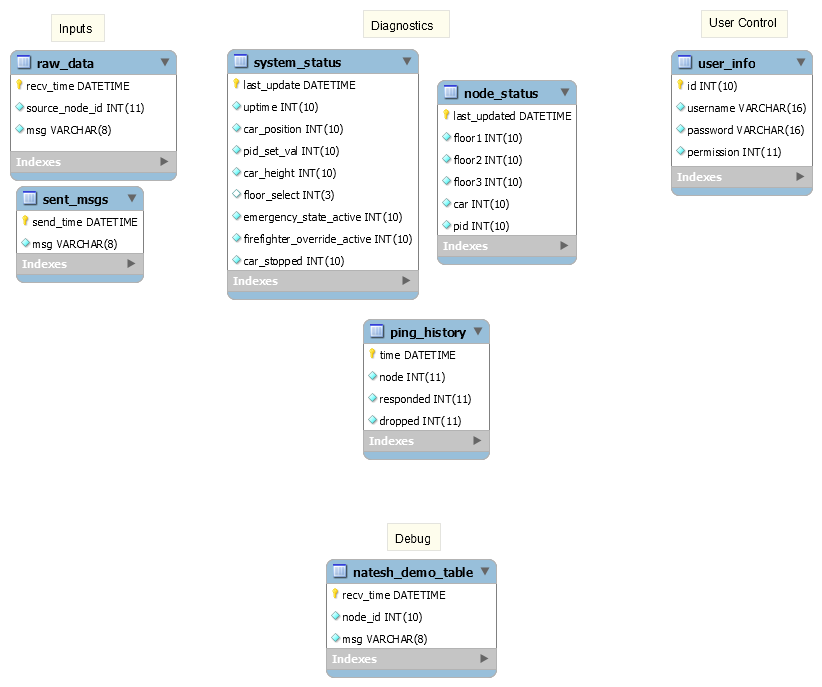 Inputs
raw_data
recv_time DATETIME
source_node_id INT(11)
msg VARCHAR(8)
Indexes
sent_msgs
send_time DATETIME
msg VARCHAR(8)
Indexes
Diagnostics
system_status
last_update DATETIME
uptime INT(10)
car_position INT(10)
pid_set_val INT(10)
car_height INT(10)
floor_select INT(3)
emergency_state_active INT(10)
firefighter_override_active INT(10)
car_stopped INT(10)
Indexes
node_status
last_updated DATETIME
floor1 INT(10)
floor2 INT(10)
floor3 INT(10)
car INT(10)
pid INT(10)
Indexes
ping_history
time DATETIME
node INT(11)
responded INT(11)
dropped INT(11)
Indexes
User Control
user_info
id INT(10)
username VARCHAR(16)
password VARCHAR(16)
permission INT(11)
Indexes
Debug
natesh_demo_table
recv_time DATETIME
node_id INT(10)
msg VARCHAR(8)
Indexes